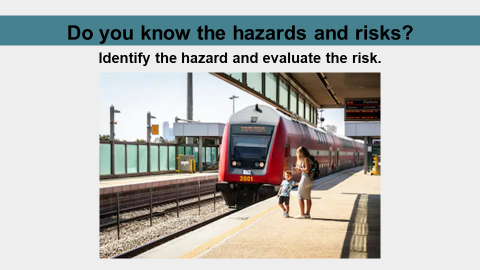 Do you know the hazards and risks?
Identify the hazard and evaluate the risk.
2001